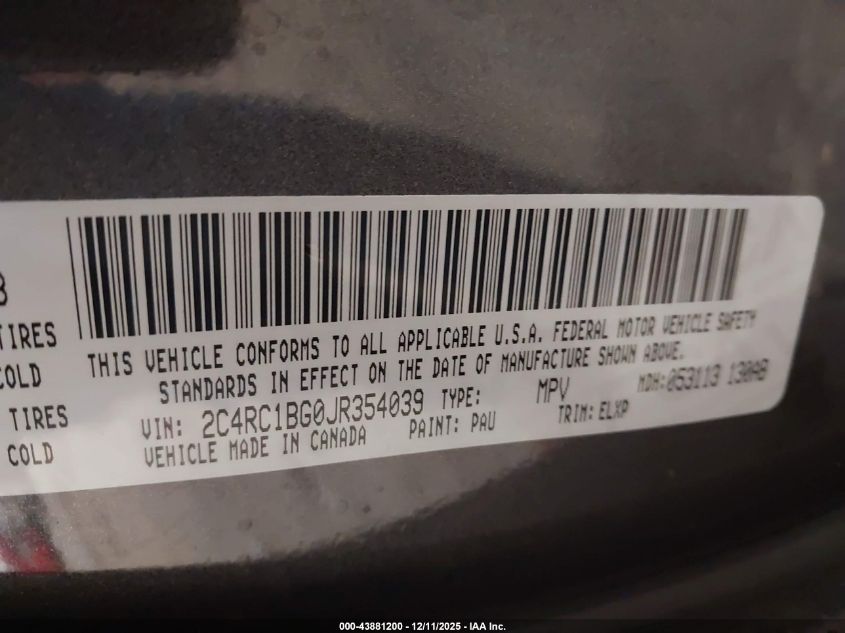 3
TIRES
COLD
TIRES
COLD
THIS VEHICLE CONFORMS TO ALL APPLICABLE U.S.A. FEDERAL MOTOR VEHICLE SAFETY
STANDARDS IN EFFECT ON THE DATE OF MANUFACTURE SHOWN ABOVE.
VIN: 2C4RC1BG0JR354039 TYPE: MPV MDH: 053113 130AB
VEHICLE MADE IN CANADA PAINT: PAU TRIM: ELXP
000-43881200 - 12/11/2025 - IAA Inc.